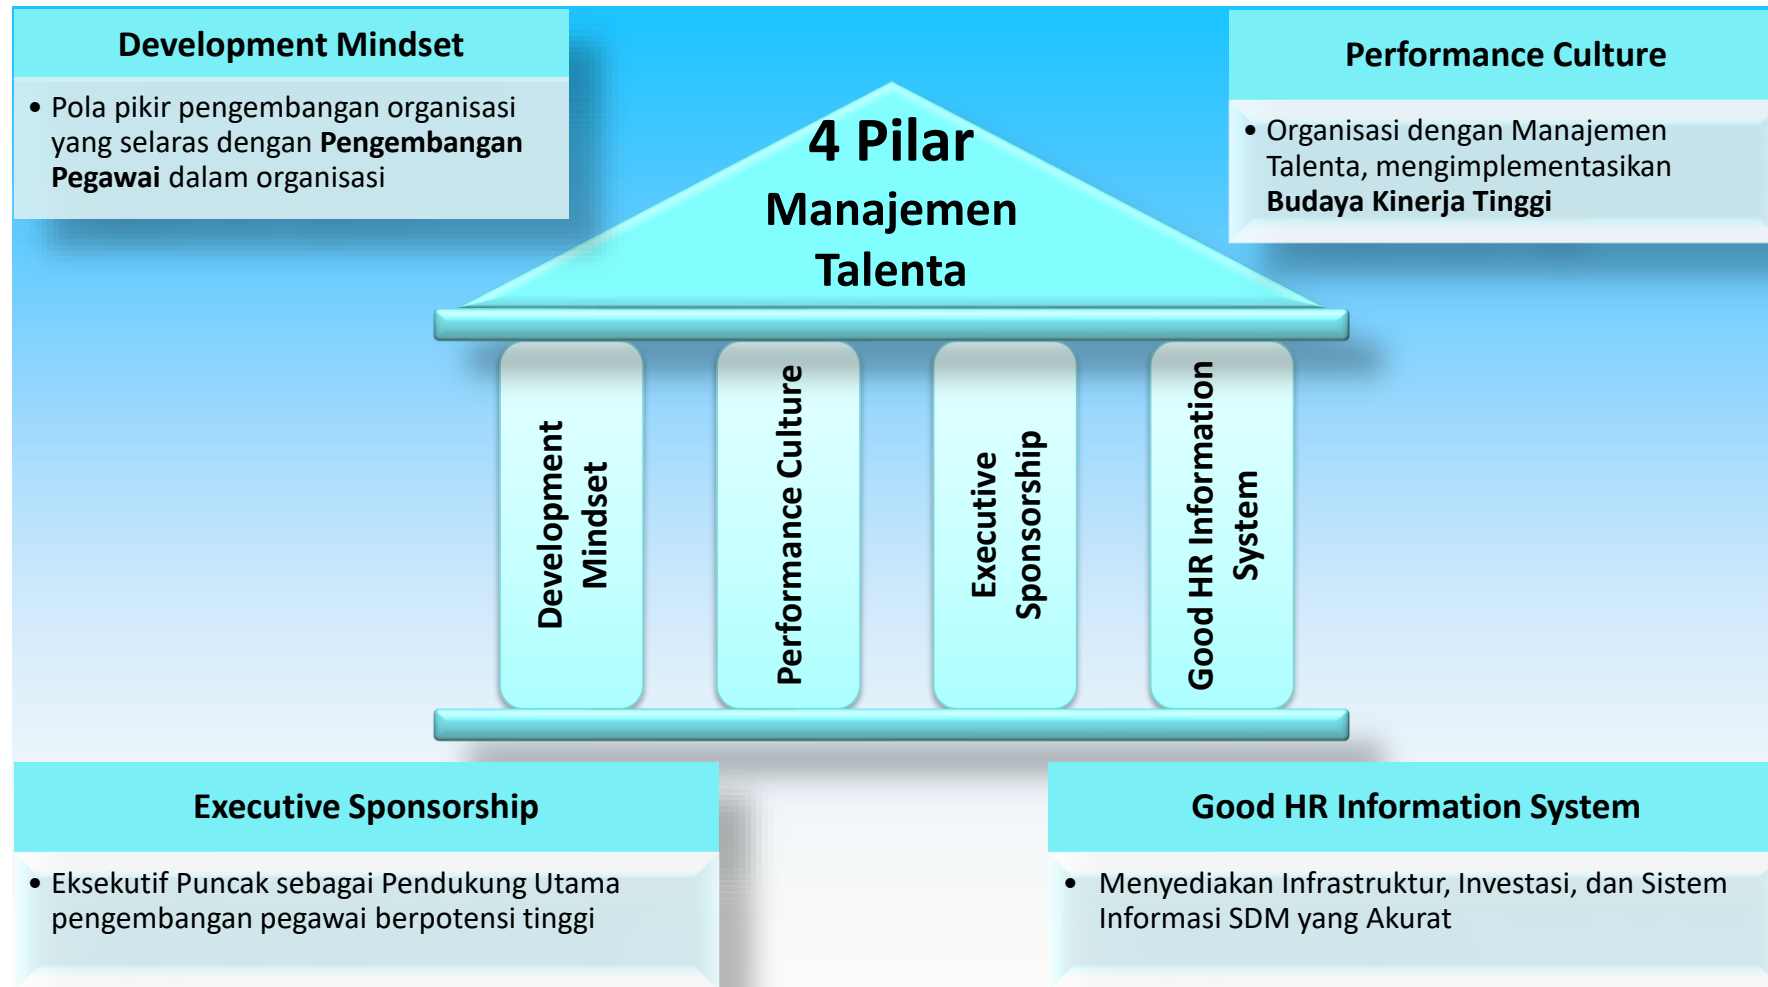 Development Mindset
• Pola pikir pengembangan organisasi
yang selaras dengan Pengembangan
Pegawai dalam organisasi
Performance Culture
• Organisasi dengan Manajemen
Talenta, mengimplementasikan
Budaya Kinerja Tinggi
4 Pilar
Manajemen
Talenta
Development
Mindset
Performance Culture
Executive
Sponsorship
Good HR Information
System
Executive Sponsorship
• Eksekutif Puncak sebagai Pendukung Utama
pengembangan pegawai berpotensi tinggi
Good HR Information System
• Menyediakan Infrastruktur, Investasi, dan Sistem
Informasi SDM yang Akurat